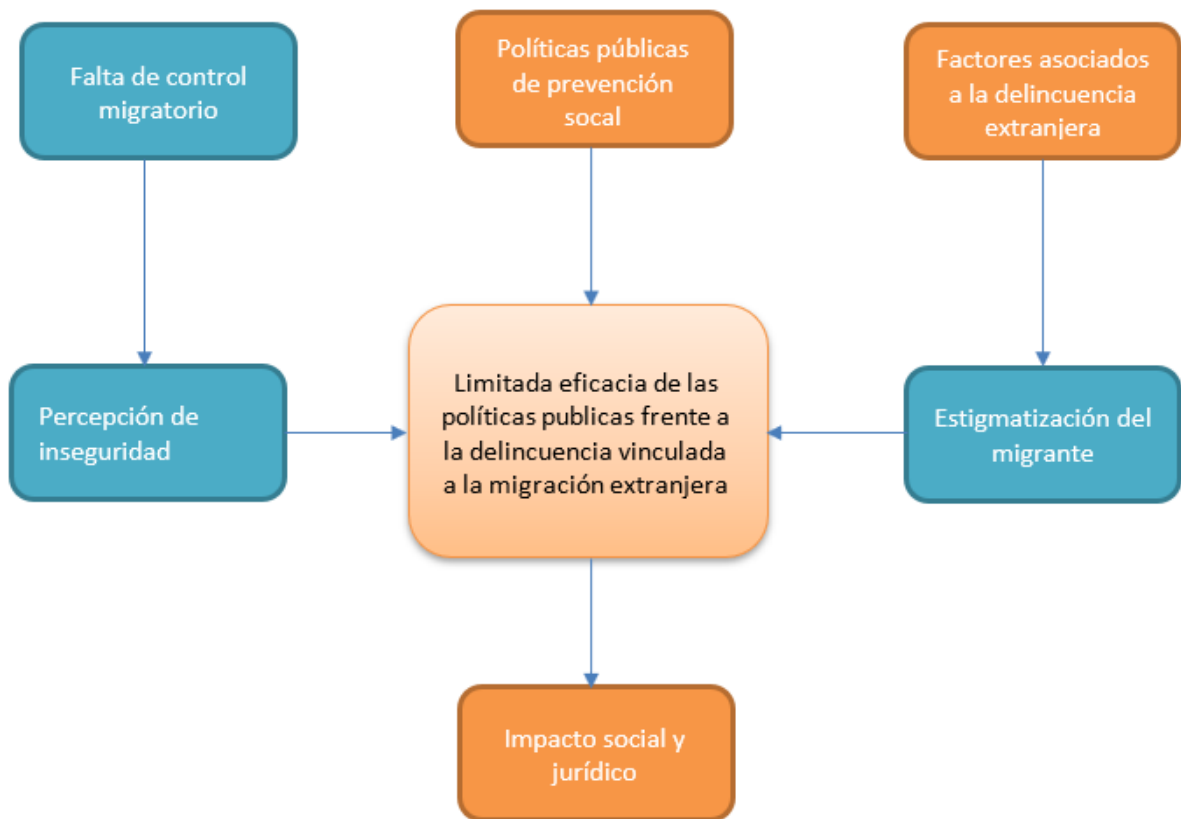 Falta de control
migratorio
Políticas públicas
de prevención
socal
Factores asociados
a la delincuencia
extranjera
Percepción de
inseguridad
Limitada eficacia de las
políticas publicas frente a
la delincuencia vinculada
a la migración extranjera
Estigmatización del
migrante
Impacto social y
jurídico